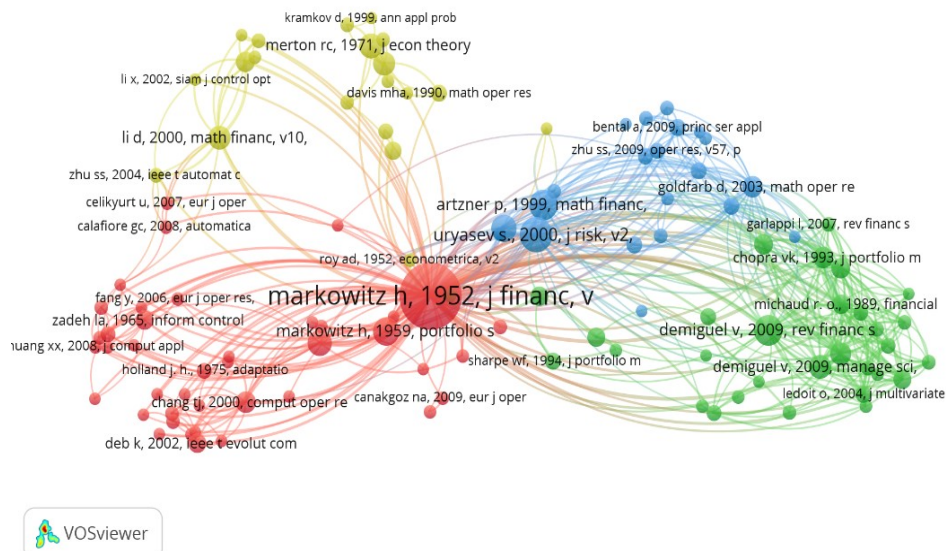 kramkov d, 1999, ann appl prob
merton rc, 1971, j econ theory
li x, 2002, siam j control opt
davis mha, 1990, math oper res
bental a, 2009, princ ser appl
li d, 2000, math financ, v10,
zhu ss, 2009, oper res, v57, p
zhu ss, 2004, ieee t automat c
goldfarb d, 2003, math oper re
celikyurt u, 2007, eur j oper
artzner p, 1999, math financ,
calafiore gc, 2008, automatica
garlappi l, 2007, rev financ s
uryasev s., 2000, j risk, v2,
roy ad, 1952, econometrica, v2
chopra vk, 1993, j portfolio m
fang y, 2006, eur j oper res,
markowitz h, 1952, j financ, v
michaud r. o., 1989, financial
zadeh la, 1965, inform control
markowitz h, 1959, portfolio s
demiguel v, 2009, rev financ s
huang xx, 2008, j comput appl
sharpe wf, 1994, j portfolio m
holland j. h., 1975, adaptatio
demiguel v, 2009, manage sci,
ledoit o, 2004, j multivariate
chang tj, 2000, comput oper re
canakgoz na, 2009, eur j oper
deb k, 2002, ieee t evolut com
VOSviewer